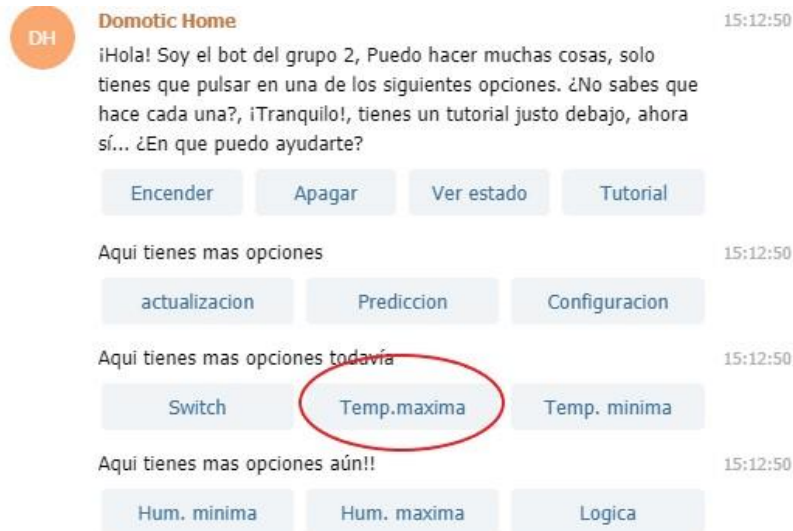 DH
Domotic Home 15:12:50
¡Hola! Soy el bot del grupo 2, Puedo hacer muchas cosas, solo
tienes que pulsar en una de los siguientes opciones. ¿No sabes que
hace cada una?, ¡Tranquilo!, tienes un tutorial justo debajo, ahora
sí... ¿En que puedo ayudarte?
Encender Apagar Ver estado Tutorial
Aqui tienes mas opciones 15:12:50
actualizacion Prediccion Configuracion
Aqui tienes más opciones todavía 15:12:50
Switch Temp.maxima Temp. minima
Aqui tienes mas opciones aún!! 15:12:50
Hum. minima Hum. maxima Logica